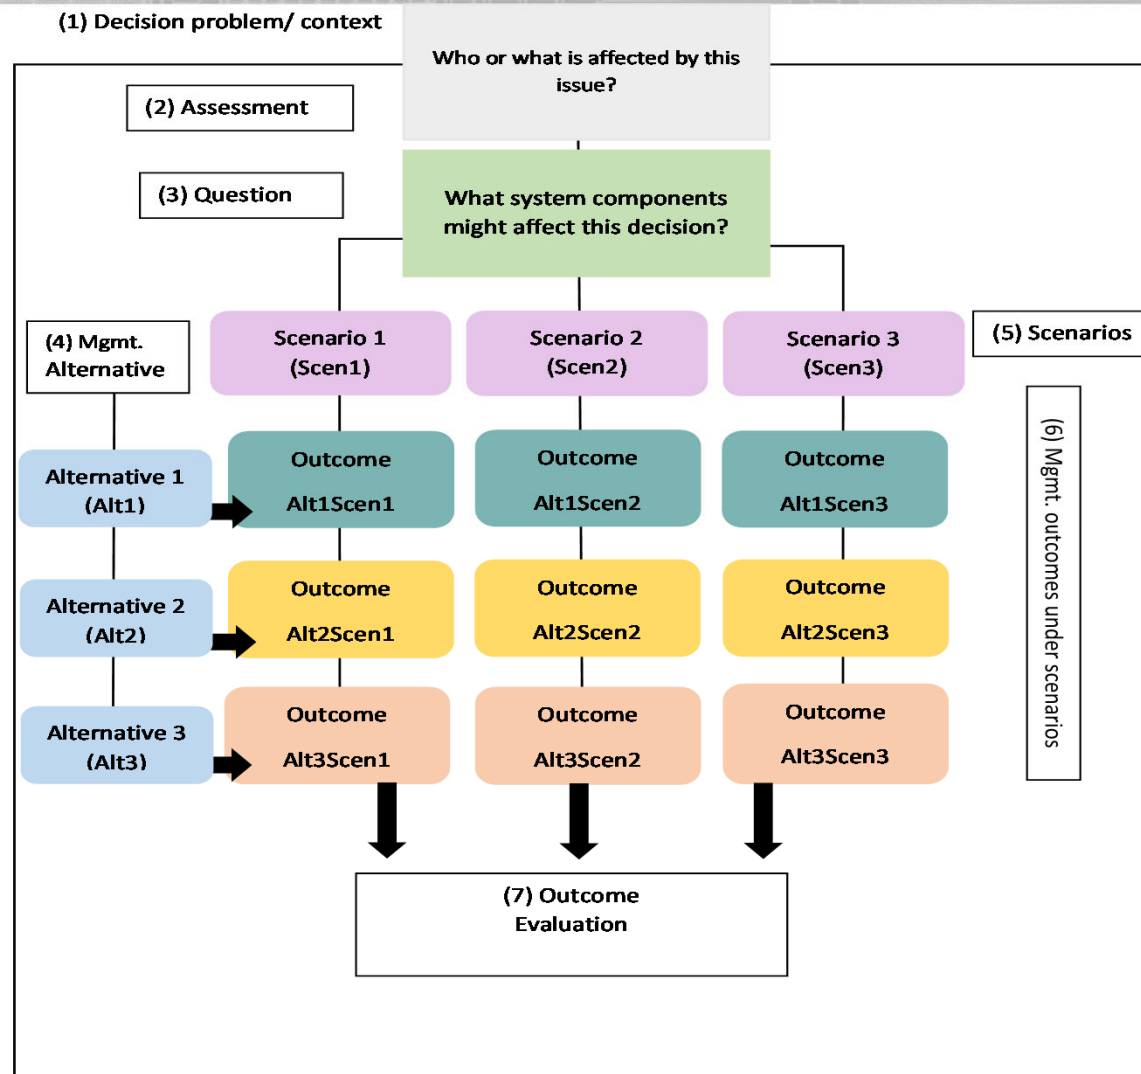 (1) Decision problem/ context
Who or what is affected by this
issue?
(2) Assessment
(3) Question
What system components
might affect this decision?
(4) Mgmt.
Alternative
Scenario 1
(Scen1)
Scenario 2
(Scen2)
Scenario 3
(Scen3)
(5) Scenarios
Alternative 1
(Alt1)
Outcome
Alt1Scen1
Outcome
Alt1Scen2
Outcome
Alt1Scen3
(6) Mgmt. outcomes under scenarios
Alternative 2
(Alt2)
Outcome
Alt2Scen1
Outcome
Alt2Scen2
Outcome
Alt2Scen3
Alternative 3
(Alt3)
Outcome
Alt3Scen1
Outcome
Alt3Scen2
Outcome
Alt3Scen3
(7) Outcome
Evaluation